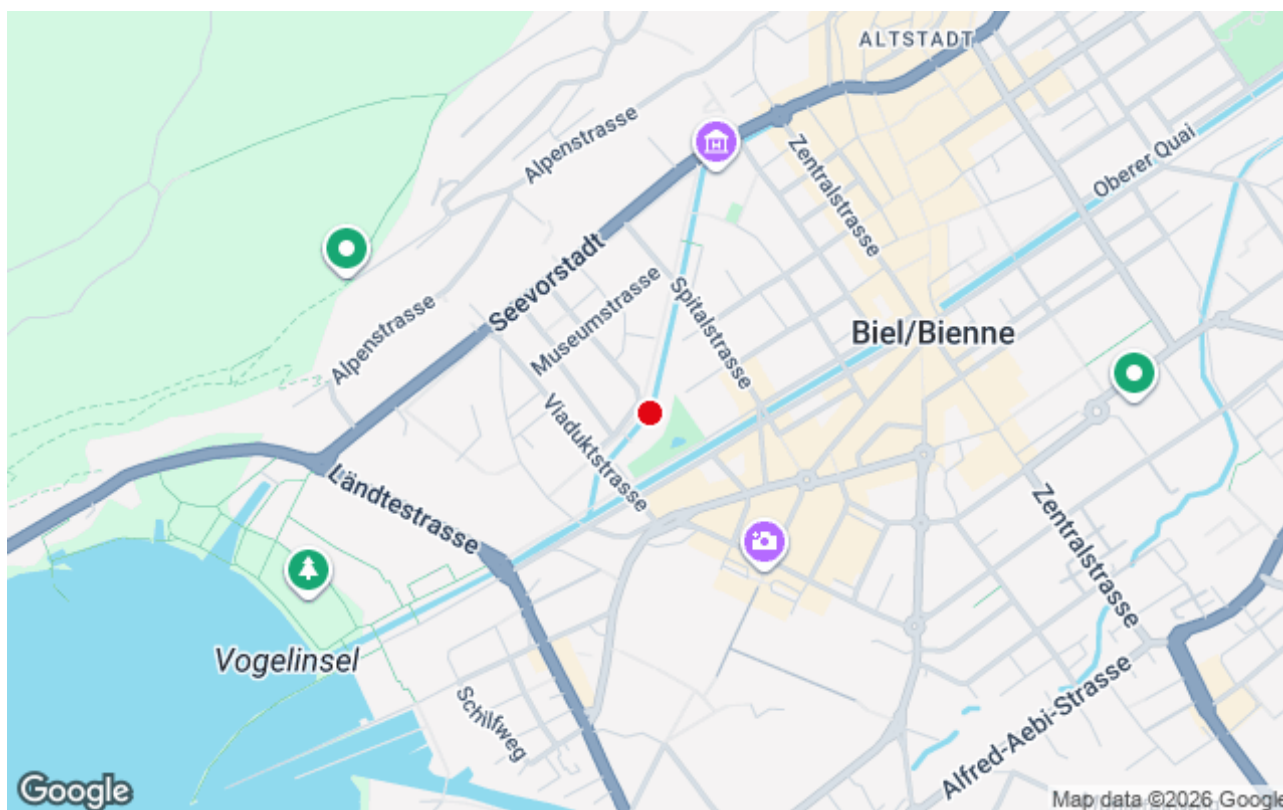 ALTSTADT
Alpenstrasse
Zentralstrasse
Oberer Quai
Seevorstadt
Museumstrasse
Spitalstrasse
Biel/Bienne
Alpenstrasse
Viaduktstrasse
Ländtestrasse
Zentralstrasse
Vogelinsel
Schilfweg
Alfred-Aebi-Strasse
Google
Map data ©2026 Google